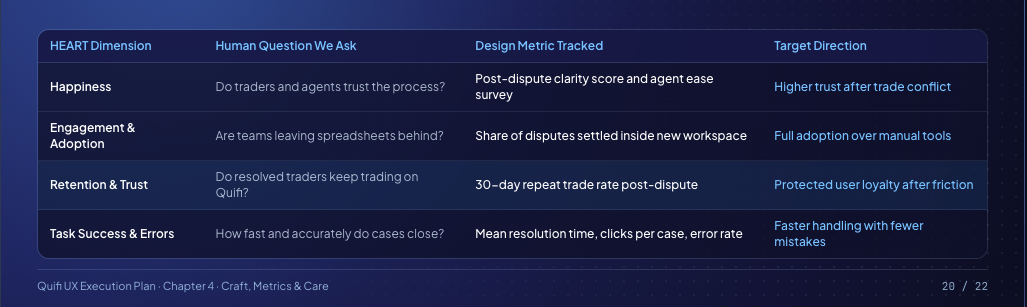 HEART Dimension Human Question We Ask Design Metric Tracked Target Direction
Happiness Do traders and agents trust the process? Post-dispute clarity score and agent ease survey Higher trust after trade conflict
Engagement & Adoption Are teams leaving spreadsheets behind? Share of disputes settled inside new workspace Full adoption over manual tools
Retention & Trust Do resolved traders keep trading on Quifi? 30-day repeat trade rate post-dispute Protected user loyalty after friction
Task Success & Errors How fast and accurately do cases close? Mean resolution time, clicks per case, error rate Faster handling with fewer mistakes
Quifi UX Execution Plan · Chapter 4 · Craft, Metrics & Care 20 / 22